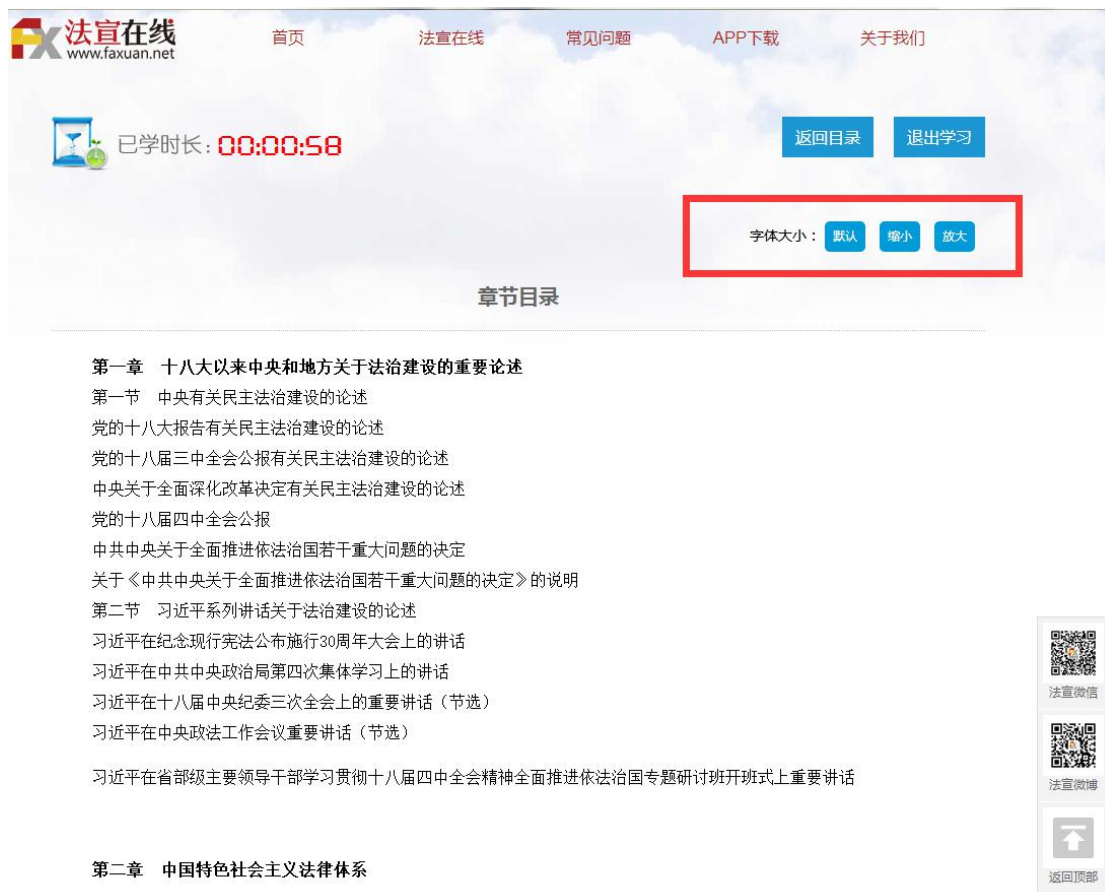 法宣在线
www.faxuan.net
首页 法宣在线 常见问题 APP下载 关于我们
已学时长：00:00:58
返回目录 退出学习
字体大小： 默认 缩小 放大
章节目录
第一章 十八大以来中央和地方关于法治建设的重要论述
第一节 中央有关民主法治建设的论述
党的十八大报告有关民主法治建设的论述
党的十八届三中全会公报有关民主法治建设的论述
中央关于全面深化改革决定有关民主法治建设的论述
党的十八届四中全会公报
中共中央关于全面推进依法治国若干重大问题的决定
关于《中共中央关于全面推进依法治国若干重大问题的决定》的说明
第二节 习近平系列讲话关于法治建设的论述
习近平在纪念现行宪法公布施行30周年大会上的讲话
习近平在中共中央政治局第四次集体学习上的讲话
习近平在十八届中央纪委三次全会上的重要讲话（节选）
习近平在中央政法工作会议重要讲话（节选）
习近平在省部级主要领导干部学习贯彻十八届四中全会精神全面推进依法治国专题研讨班开班式上重要讲话
第二章 中国特色社会主义法律体系
法宣微信
法宣微博
返回顶部